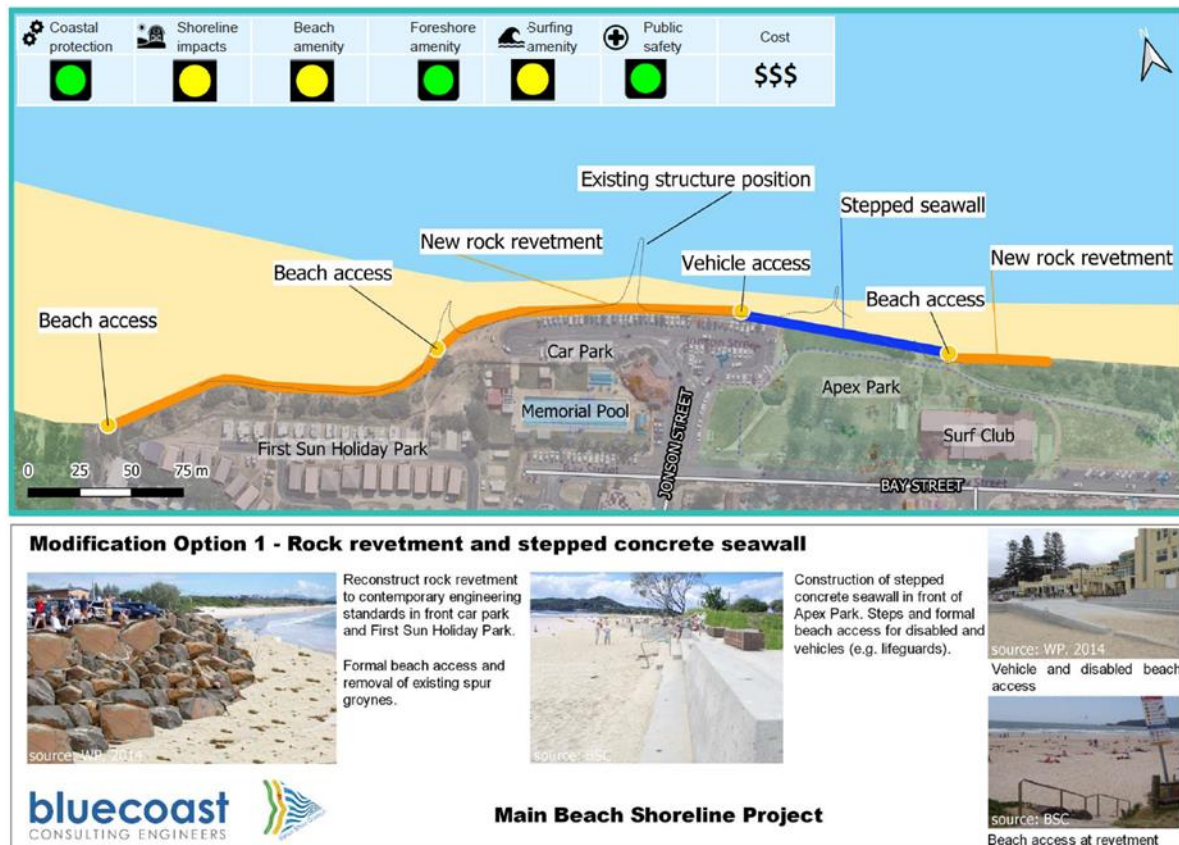 Coastal protection
Shoreline impacts
Beach amenity
Foreshore amenity
Surfing amenity
Public safety
Cost
$$$
N
Existing structure position
Stepped seawall
New rock revetment
Vehicle access
New rock revetment
Beach access
Beach access
Beach access
Car Park
Apex Park
Memorial Pool
Surf Club
First Sun Holiday Park
JONSON STREET
BAY STREET
0 25 50 75 m
Modification Option 1 - Rock revetment and stepped concrete seawall
Reconstruct rock revetment
to contemporary engineering
standards in front car park
and First Sun Holiday Park.
Formal beach access and
removal of existing spur
groynes.
source: WP, 2014
Construction of stepped
concrete seawall in front of
Apex Park. Steps and formal
beach access for disabled and
vehicles (e.g. lifeguards).
source: BSC
source: WP, 2014
Vehicle and disabled beach
access
source: BSC
Beach access at revetment
bluecoast
CONSULTING ENGINEERS
Main Beach Shoreline Project